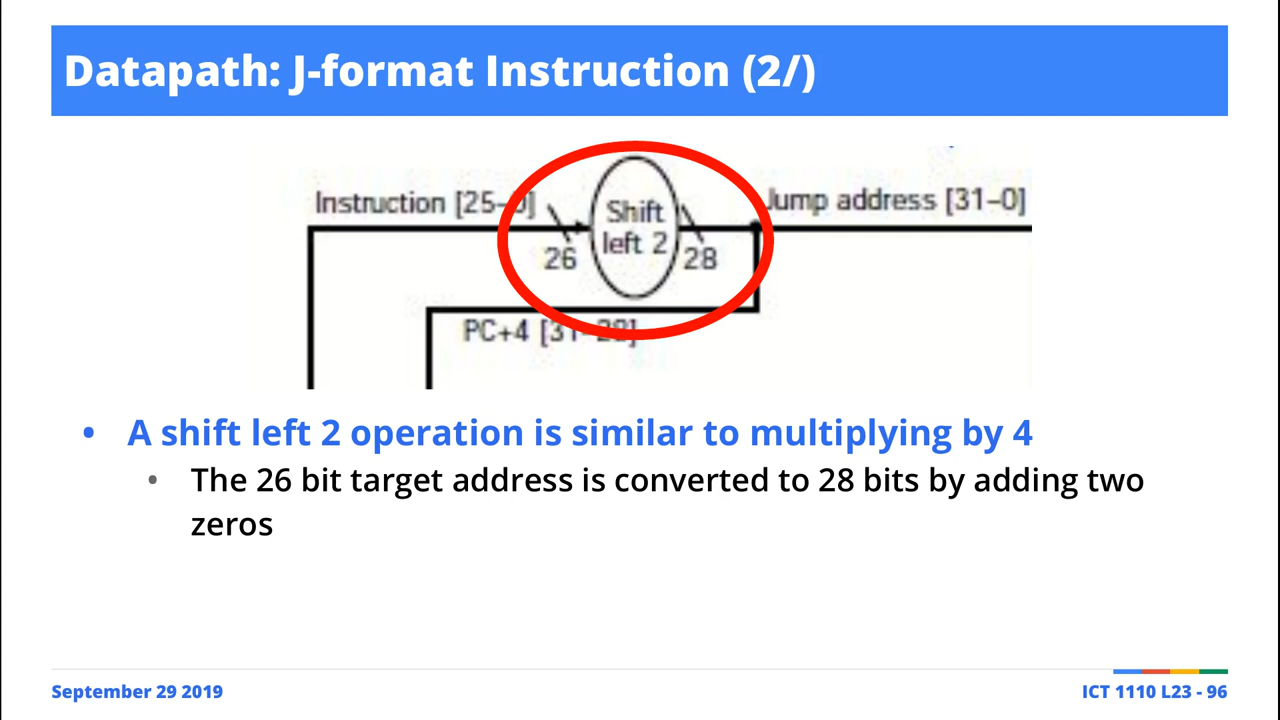 Datapath: J-format Instruction (2/)
Instruction [25–0]
Shift
left 2
Jump address [31–0]
26
28
PC+4 [31–28]
• A shift left 2 operation is similar to multiplying by 4
• The 26 bit target address is converted to 28 bits by adding two
zeros
September 29 2019
ICT 1110 L23 - 96